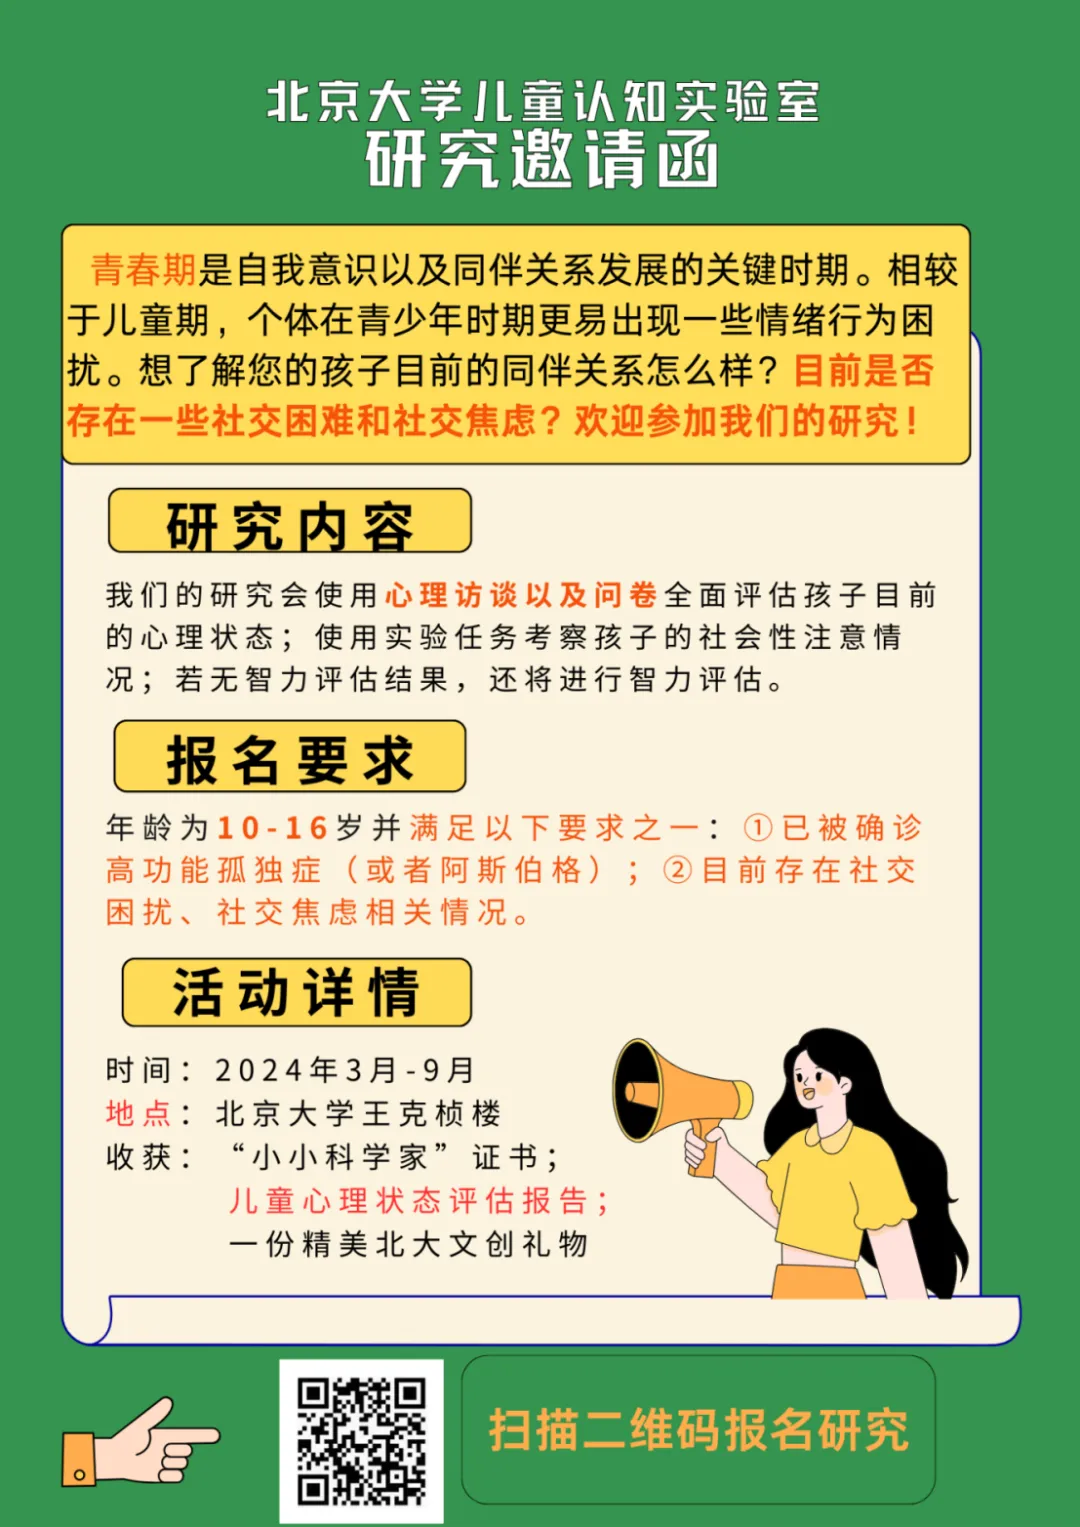 北京大学儿童认知实验室
研究邀请函
青春期是自我意识以及同伴关系发展的关键时期。相较
于儿童期，个体在青少年时期更易出现一些情绪行为困
扰。想了解您的孩子目前的同伴关系怎么样？目前是否
存在一些社交困难和社交焦虑？欢迎参加我们的研究！
研究内容
我们的研究会使用心理访谈以及问卷全面评估孩子目前
的心理状态；使用实验任务考察孩子的社会性注意情
况；若无智力评估结果，还将进行智力评估。
报名要求
年龄为10-16岁并满足以下要求之一：①已被确诊
高功能孤独症（或者阿斯伯格）；②目前存在社交
困扰、社交焦虑相关情况。
活动详情
时间：2024年3月-9月
地点：北京大学王克桢楼
收获：“小小科学家”证书；
儿童心理状态评估报告；
一份精美北大文创礼物
扫描二维码报名研究